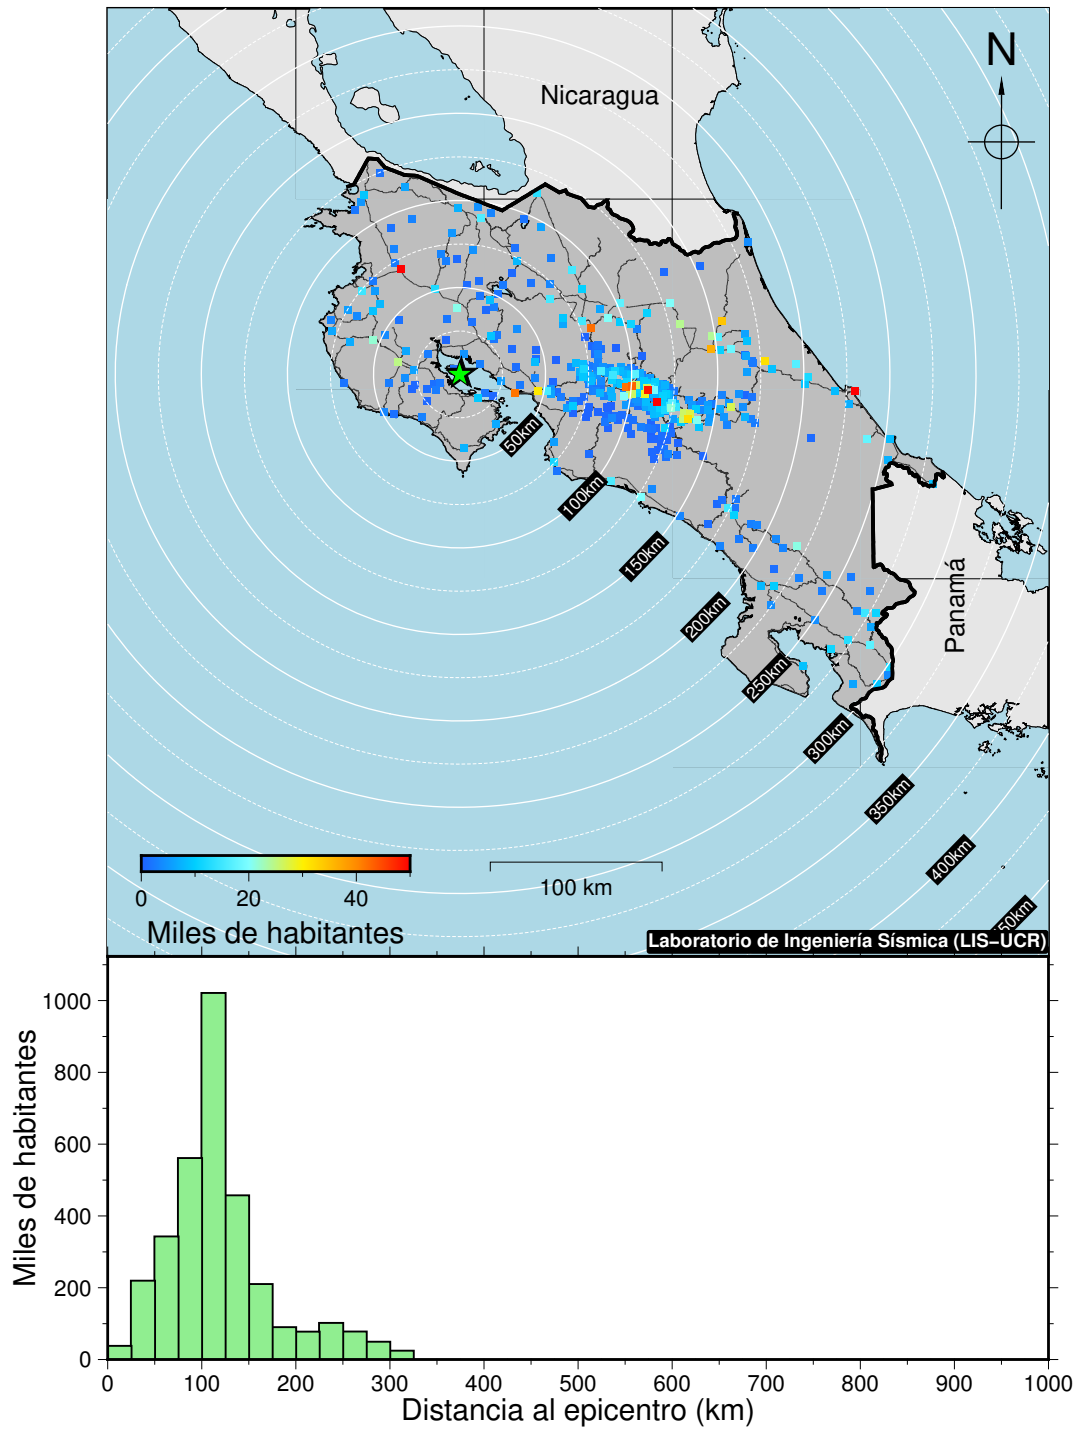 N
Nicaragua
Panamá
50km
100km
150km
200km
250km
300km
350km
400km
50km
0 20 40
Miles de habitantes
100 km
Laboratorio de Ingeniería Sísmica (LIS–UCR)
Miles de habitantes
1000
800
600
400
200
0
0 100 200 300 400 500 600 700 800 900 1000
Distancia al epicentro (km)